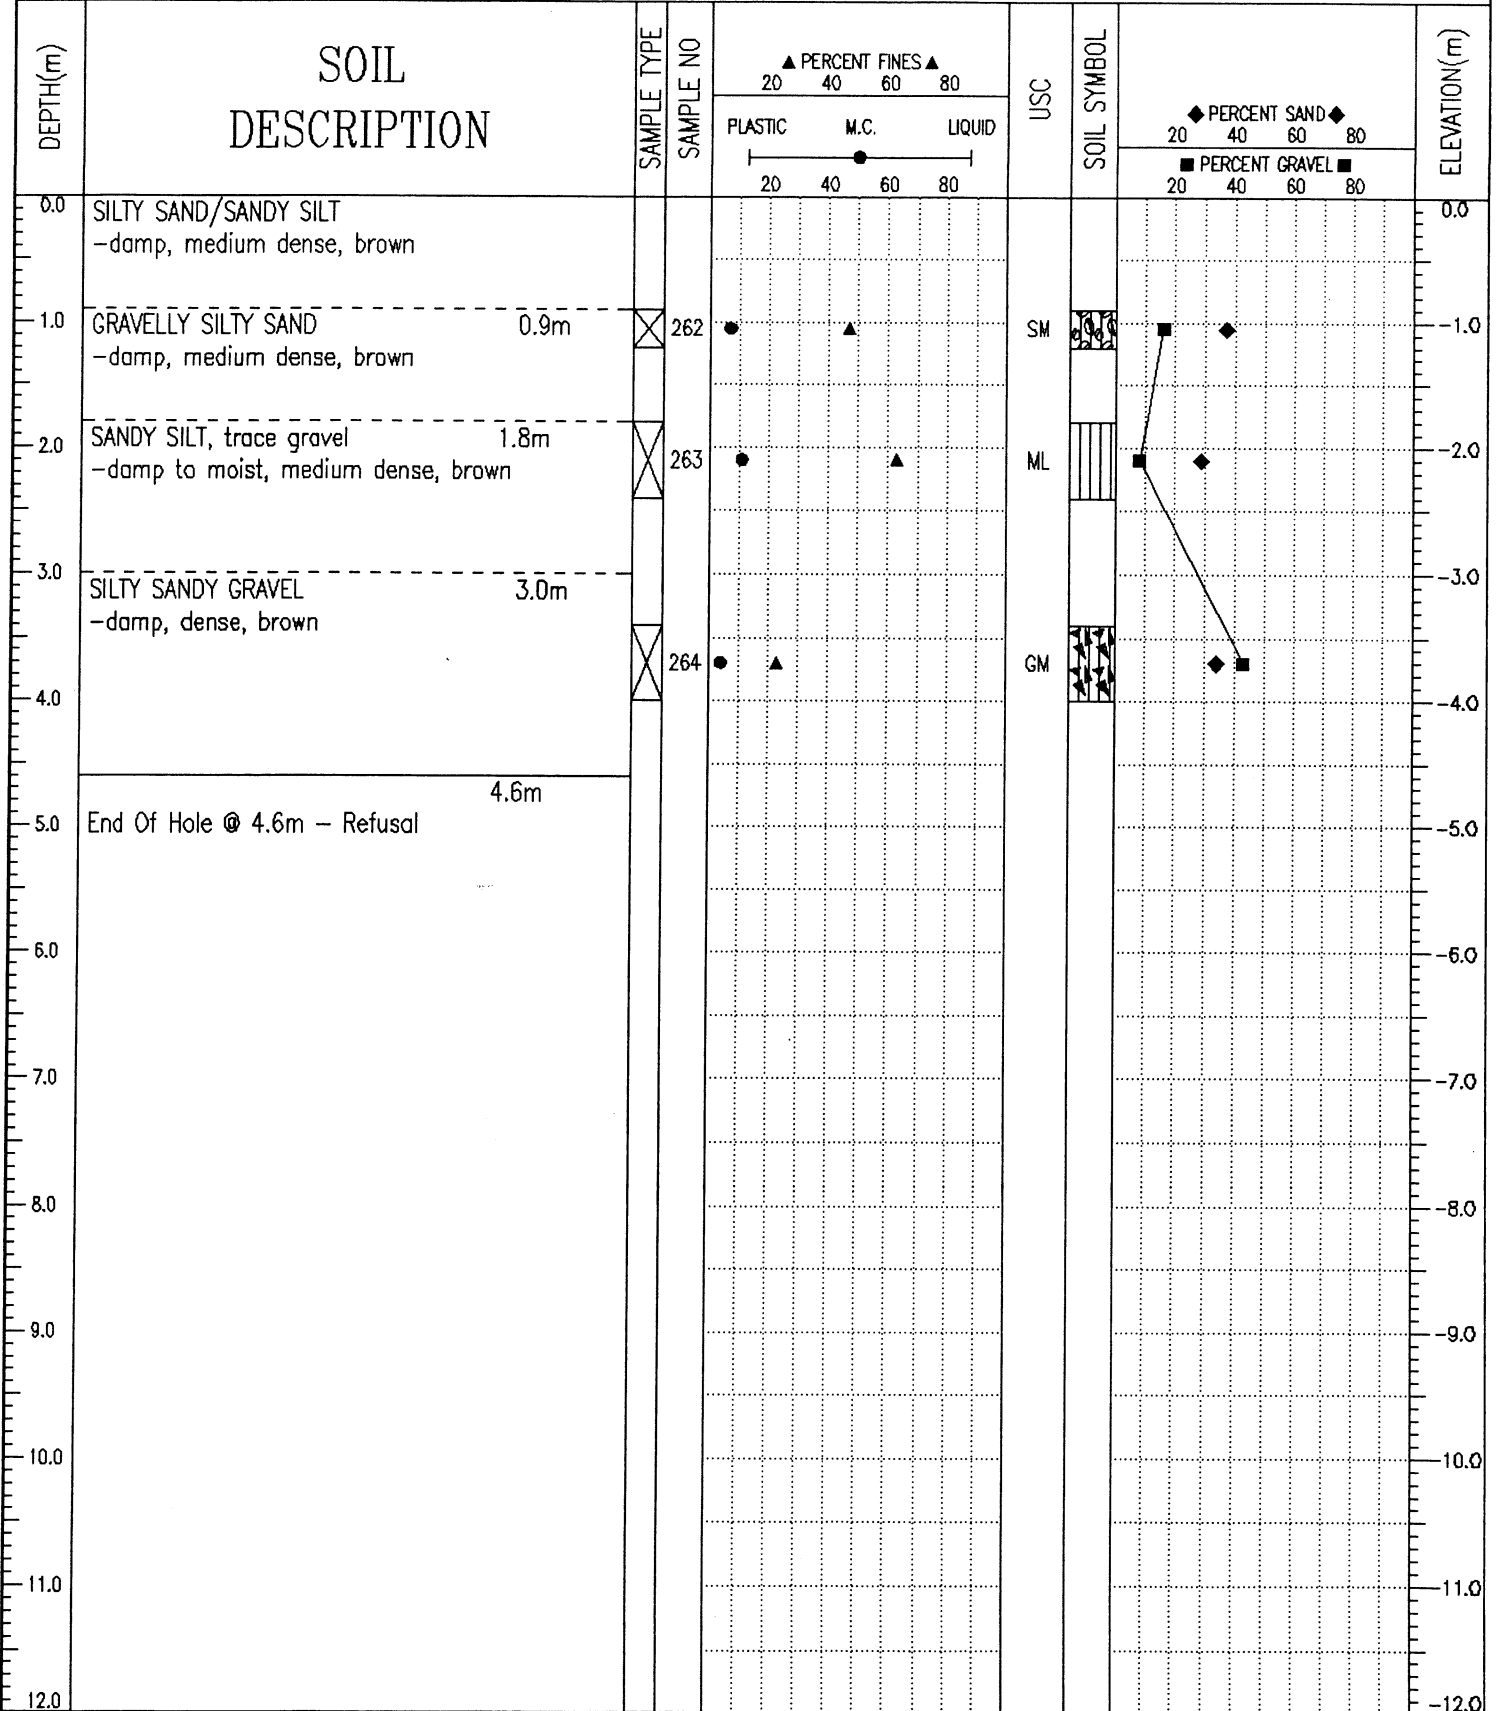 DEPTH(m)
SOIL
DESCRIPTION
SAMPLE TYPE
SAMPLE NO
▲ PERCENT FINES ▲
20 40 60 80
PLASTIC M.C. LIQUID
20 40 60 80
USC
SOIL SYMBOL
◆ PERCENT SAND ◆
20 40 60 80
■ PERCENT GRAVEL ■
20 40 60 80
ELEVATION(m)
0.0
SILTY SAND/SANDY SILT
0.0
-damp, medium dense, brown
1.0
GRAVELLY SILTY SAND 0.9m
262
SM
-1.0
-damp, medium dense, brown
2.0
SANDY SILT, trace gravel 1.8m
-damp to moist, medium dense, brown
263
ML
-2.0
3.0
SILTY SANDY GRAVEL 3.0m
-3.0
-damp, dense, brown
264
GM
4.0
-4.0
4.6m
5.0
End Of Hole @ 4.6m – Refusal
-5.0
6.0
-6.0
7.0
-7.0
8.0
-8.0
9.0
-9.0
10.0
-10.0
11.0
-11.0
12.0
-12.0